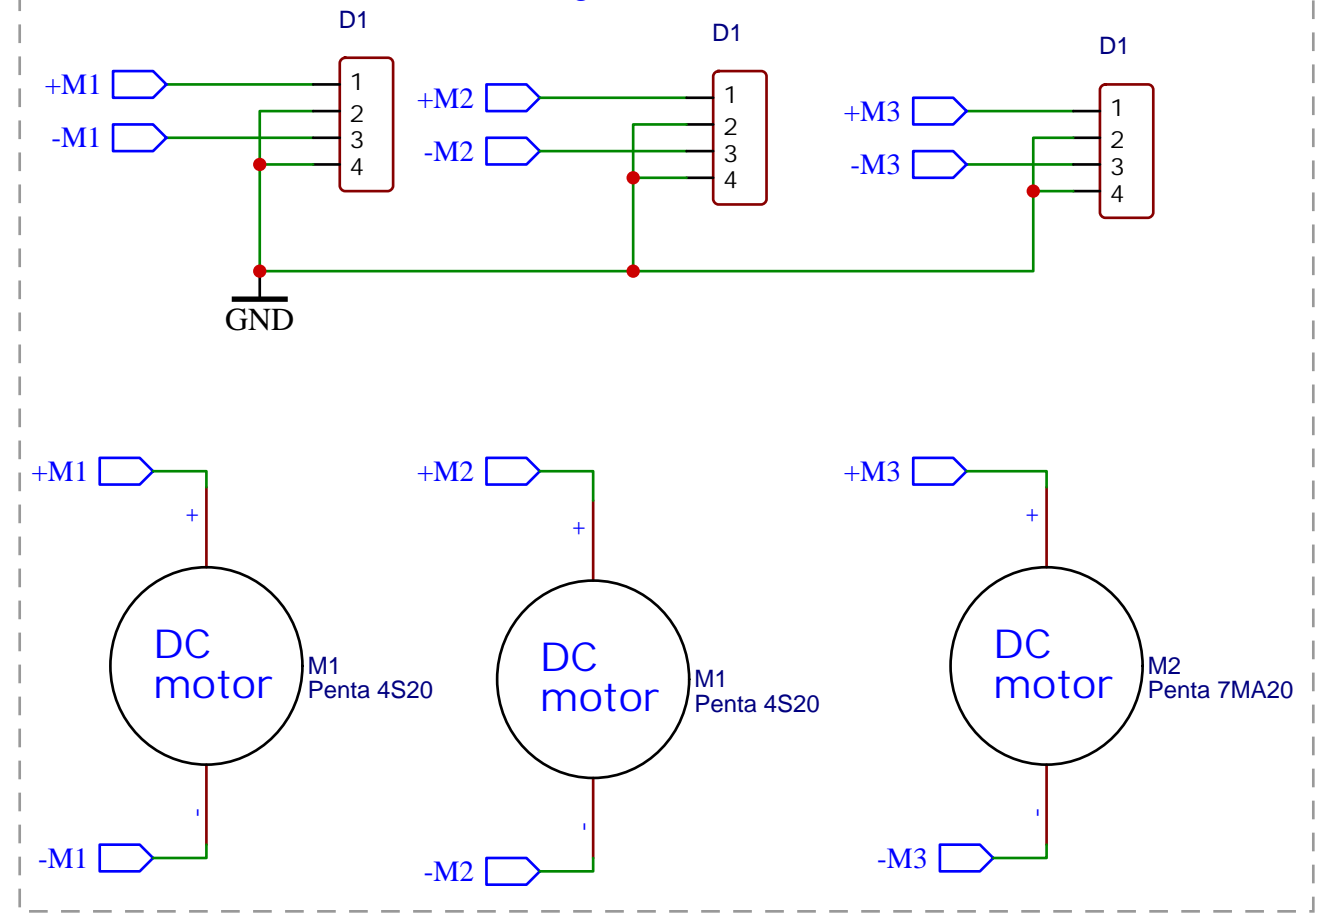 D1
+M1
1
2
-M1
3
4
D1
+M2
1
2
-M2
3
4
D1
+M3
1
2
-M3
3
4
GND
+M1
+
DC
motor
M1
Penta 4S20
-
-M1
+M2
+
DC
motor
M1
Penta 4S20
-
-M2
+M3
+
DC
motor
M2
Penta 7MA20
-
-M3